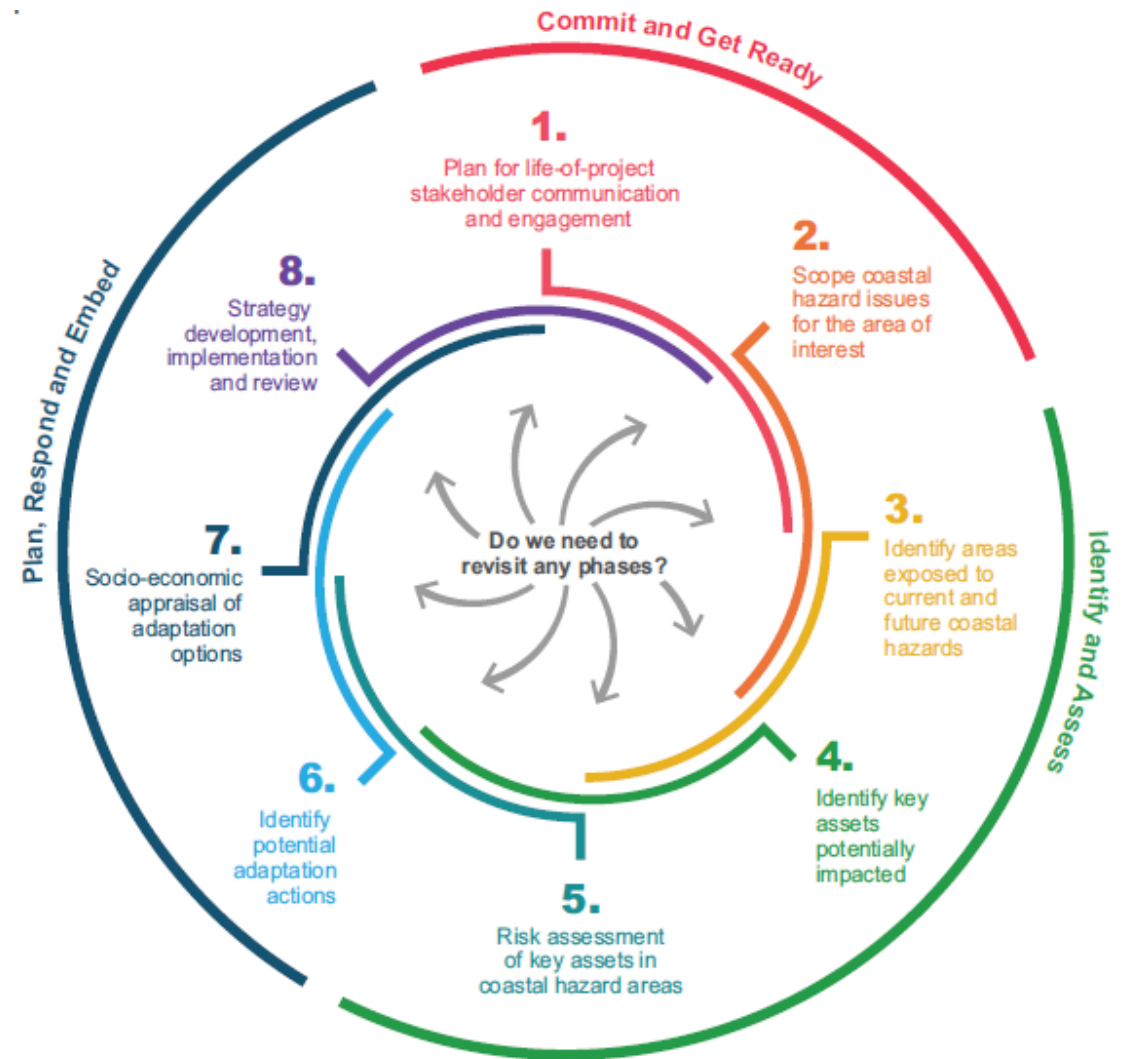 Commit and Get Ready
1.
Plan for life-of-project
stakeholder communication
and engagement
2.
Scope coastal
hazard issues
for the area of
interest
Identify and Assess
3.
Identify areas
exposed to
current and
future coastal
hazards
4.
Identify key
assets
potentially
impacted
5.
Risk assessment
of key assets in
coastal hazard areas
Plan, Respond and Embed
6.
Identify
potential
adaptation
actions
7.
Socio-economic
appraisal of
adaptation
options
8.
Strategy
development,
implementation
and review
Do we need to
revisit any phases?